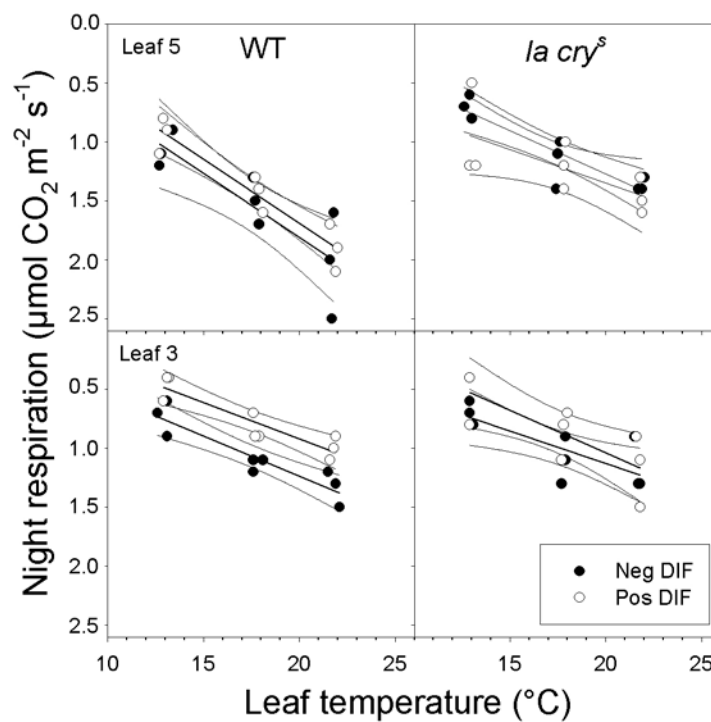 Leaf 5
WT
la cry^s
0.0
0.5
1.0
1.5
2.0
2.5
Leaf 3
0.5
1.0
1.5
2.0
2.5
Night respiration (µmol CO₂ m⁻² s⁻¹)
Neg DIF
Pos DIF
10 15 20 25 15 20 25
Leaf temperature (°C)